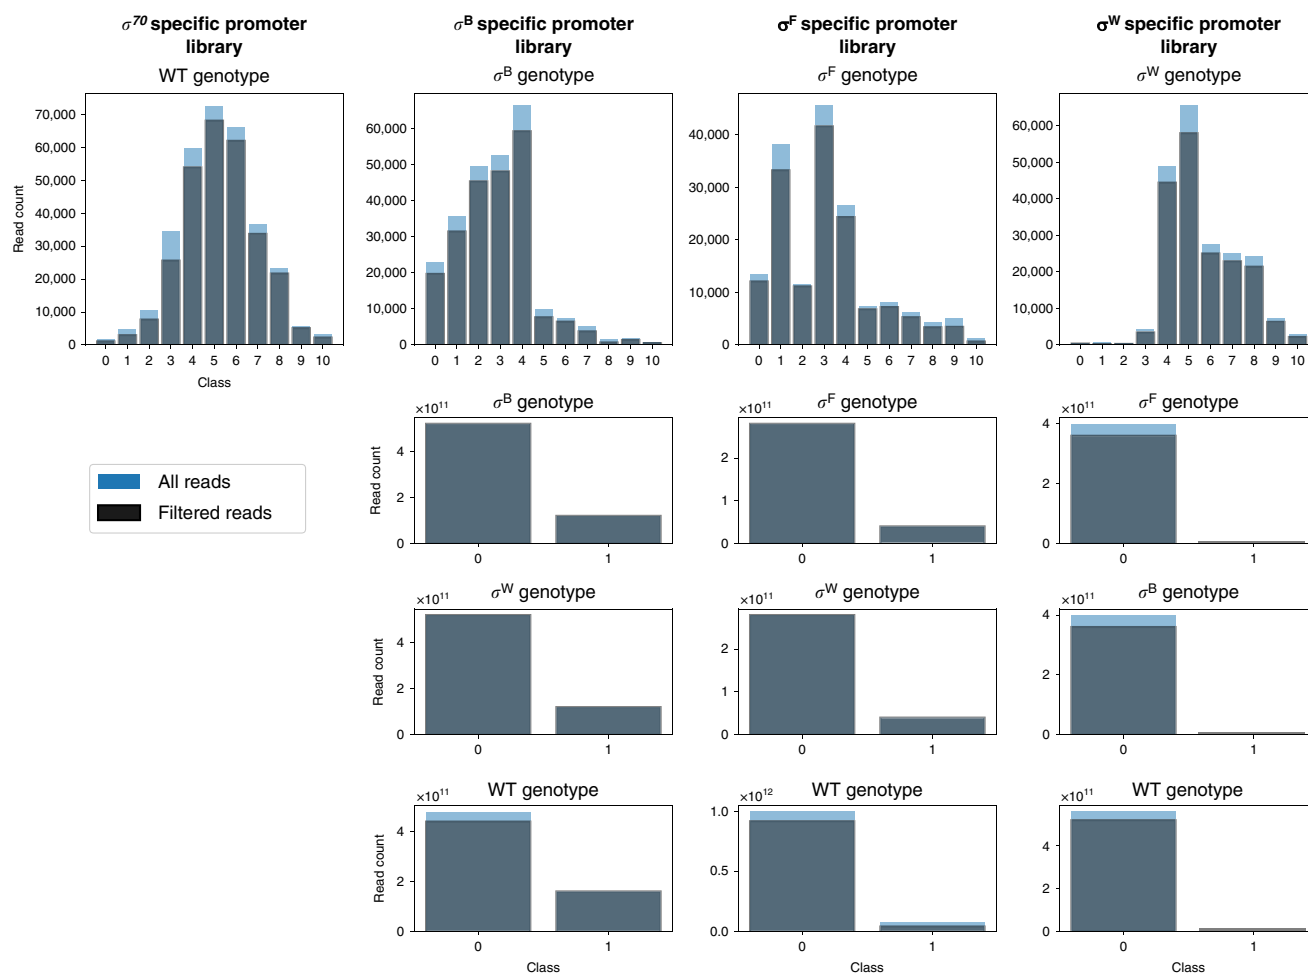 σ70 specific promoter
library
WT genotype
σB specific promoter
library
σB genotype
σF specific promoter
library
σF genotype
σW specific promoter
library
σW genotype
Read count
70,000
60,000
50,000
40,000
30,000
20,000
10,000
0
0 1 2 3 4 5 6 7 8 9 10
Class
60,000
50,000
40,000
30,000
20,000
10,000
0
0 1 2 3 4 5 6 7 8 9 10
40,000
30,000
20,000
10,000
0
0 1 2 3 4 5 6 7 8 9 10
60,000
50,000
40,000
30,000
20,000
10,000
0
0 1 2 3 4 5 6 7 8 9 10
All reads
Filtered reads
×10¹¹
σB genotype
Read count
4
2
0
0 1
×10¹¹
σF genotype
2
1
0
0 1
×10¹¹
σF genotype
4
2
0
0 1
×10¹¹
σW genotype
Read count
4
2
0
0 1
×10¹¹
σW genotype
2
1
0
0 1
×10¹¹
σB genotype
4
2
0
0 1
×10¹¹
WT genotype
Read count
4
2
0
0 1
Class
×10¹²
WT genotype
1.0
0.5
0.0
0 1
Class
×10¹¹
WT genotype
4
2
0
0 1
Class